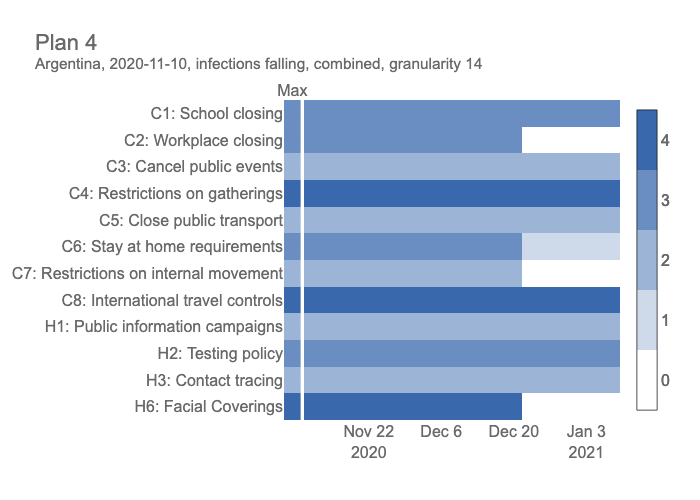 Plan 4
Argentina, 2020-11-10, infections falling, combined, granularity 14
Max
C1: School closing
C2: Workplace closing
C3: Cancel public events
C4: Restrictions on gatherings
C5: Close public transport
C6: Stay at home requirements
C7: Restrictions on internal movement
C8: International travel controls
H1: Public information campaigns
H2: Testing policy
H3: Contact tracing
H6: Facial Coverings
Nov 22 Dec 6 Dec 20 Jan 3
2020 2021
4
3
2
1
0